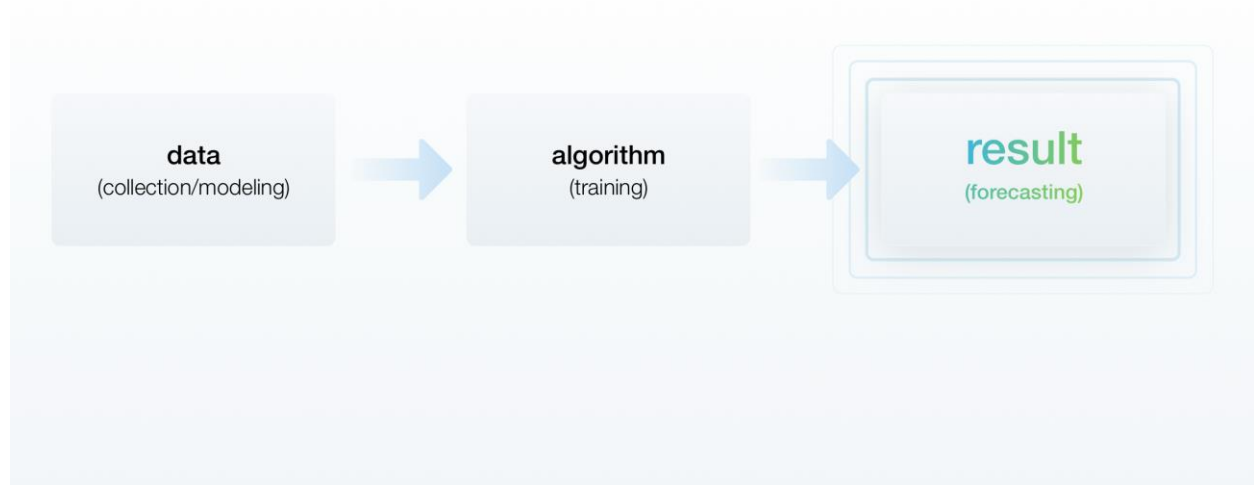 data
(collection/modeling)
algorithm
(training)
result
(forecasting)